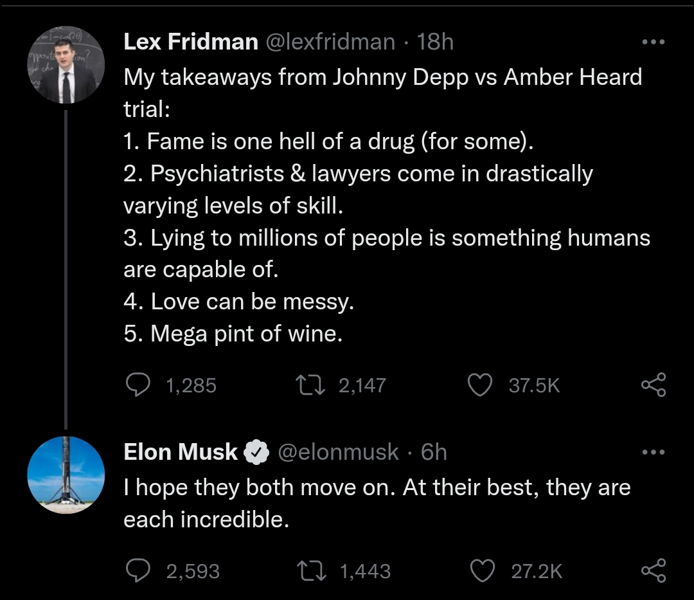 Lex Fridman @lexfridman · 18h
My takeaways from Johnny Depp vs Amber Heard
trial:
1. Fame is one hell of a drug (for some).
2. Psychiatrists & lawyers come in drastically
varying levels of skill.
3. Lying to millions of people is something humans
are capable of.
4. Love can be messy.
5. Mega pint of wine.
1,285 2,147 37.5K
Elon Musk @elonmusk · 6h
I hope they both move on. At their best, they are
each incredible.
2,593 1,443 27.2K